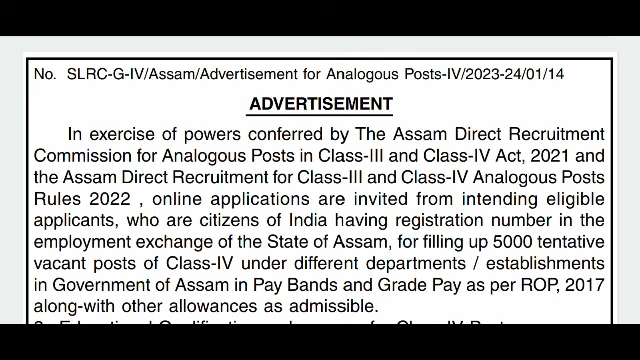 No. SLRC-G-IV/Assam/Advertisement for Analogous Posts-IV/2023-24/01/14
ADVERTISEMENT
In exercise of powers conferred by The Assam Direct Recruitment
Commission for Analogous Posts in Class-III and Class-IV Act, 2021 and
the Assam Direct Recruitment for Class-III and Class-IV Analogous Posts
Rules 2022 , online applications are invited from intending eligible
applicants, who are citizens of India having registration number in the
employment exchange of the State of Assam, for filling up 5000 tentative
vacant posts of Class-IV under different departments / establishments
in Government of Assam in Pay Bands and Grade Pay as per ROP, 2017
along-with other allowances as admissible.